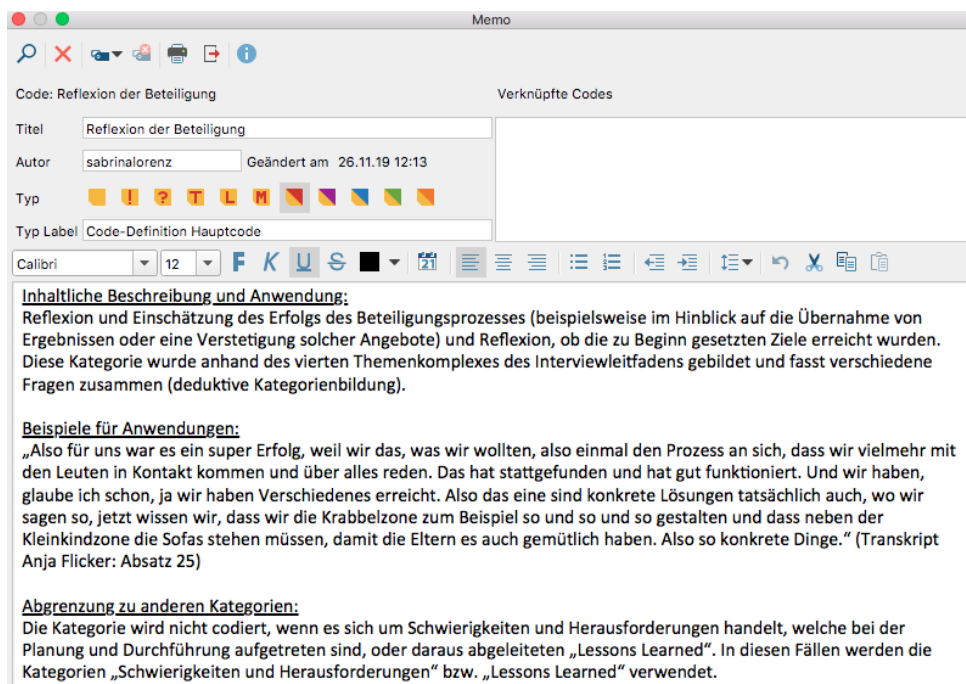 Memo
Code: Reflexion der Beteiligung
Verknüpfte Codes
Titel
Reflexion der Beteiligung
Autor
sabrinalorenz
Geändert am 26.11.19 12:13
Typ
! ? T L M
Typ Label
Code-Definition Hauptcode
Calibri
12
F K U S
21
Inhaltliche Beschreibung und Anwendung:
Reflexion und Einschätzung des Erfolgs des Beteiligungsprozesses (beispielsweise im Hinblick auf die Übernahme von
Ergebnissen oder eine Verstetigung solcher Angebote) und Reflexion, ob die zu Beginn gesetzten Ziele erreicht wurden.
Diese Kategorie wurde anhand des vierten Themenkomplexes des Interviewleitfadens gebildet und fasst verschiedene
Fragen zusammen (deduktive Kategorienbildung).
Beispiele für Anwendungen:
„Also für uns war es ein super Erfolg, weil wir das, was wir wollten, also einmal den Prozess an sich, dass wir vielmehr mit
den Leuten in Kontakt kommen und über alles reden. Das hat stattgefunden und hat gut funktioniert. Und wir haben,
glaube ich schon, ja wir haben Verschiedenes erreicht. Also das eine sind konkrete Lösungen tatsächlich auch, wo wir
sagen so, jetzt wissen wir, dass wir die Krabbelzone zum Beispiel so und so und so gestalten und dass neben der
Kleinkindzone die Sofas stehen müssen, damit die Eltern es auch gemütlich haben. Also so konkrete Dinge.“ (Transkript
Anja Flicker: Absatz 25)
Abgrenzung zu anderen Kategorien:
Die Kategorie wird nicht codiert, wenn es sich um Schwierigkeiten und Herausforderungen handelt, welche bei der
Planung und Durchführung aufgetreten sind, oder daraus abgeleiteten „Lessons Learned“. In diesen Fällen werden die
Kategorien „Schwierigkeiten und Herausforderungen“ bzw. „Lessons Learned“ verwendet.